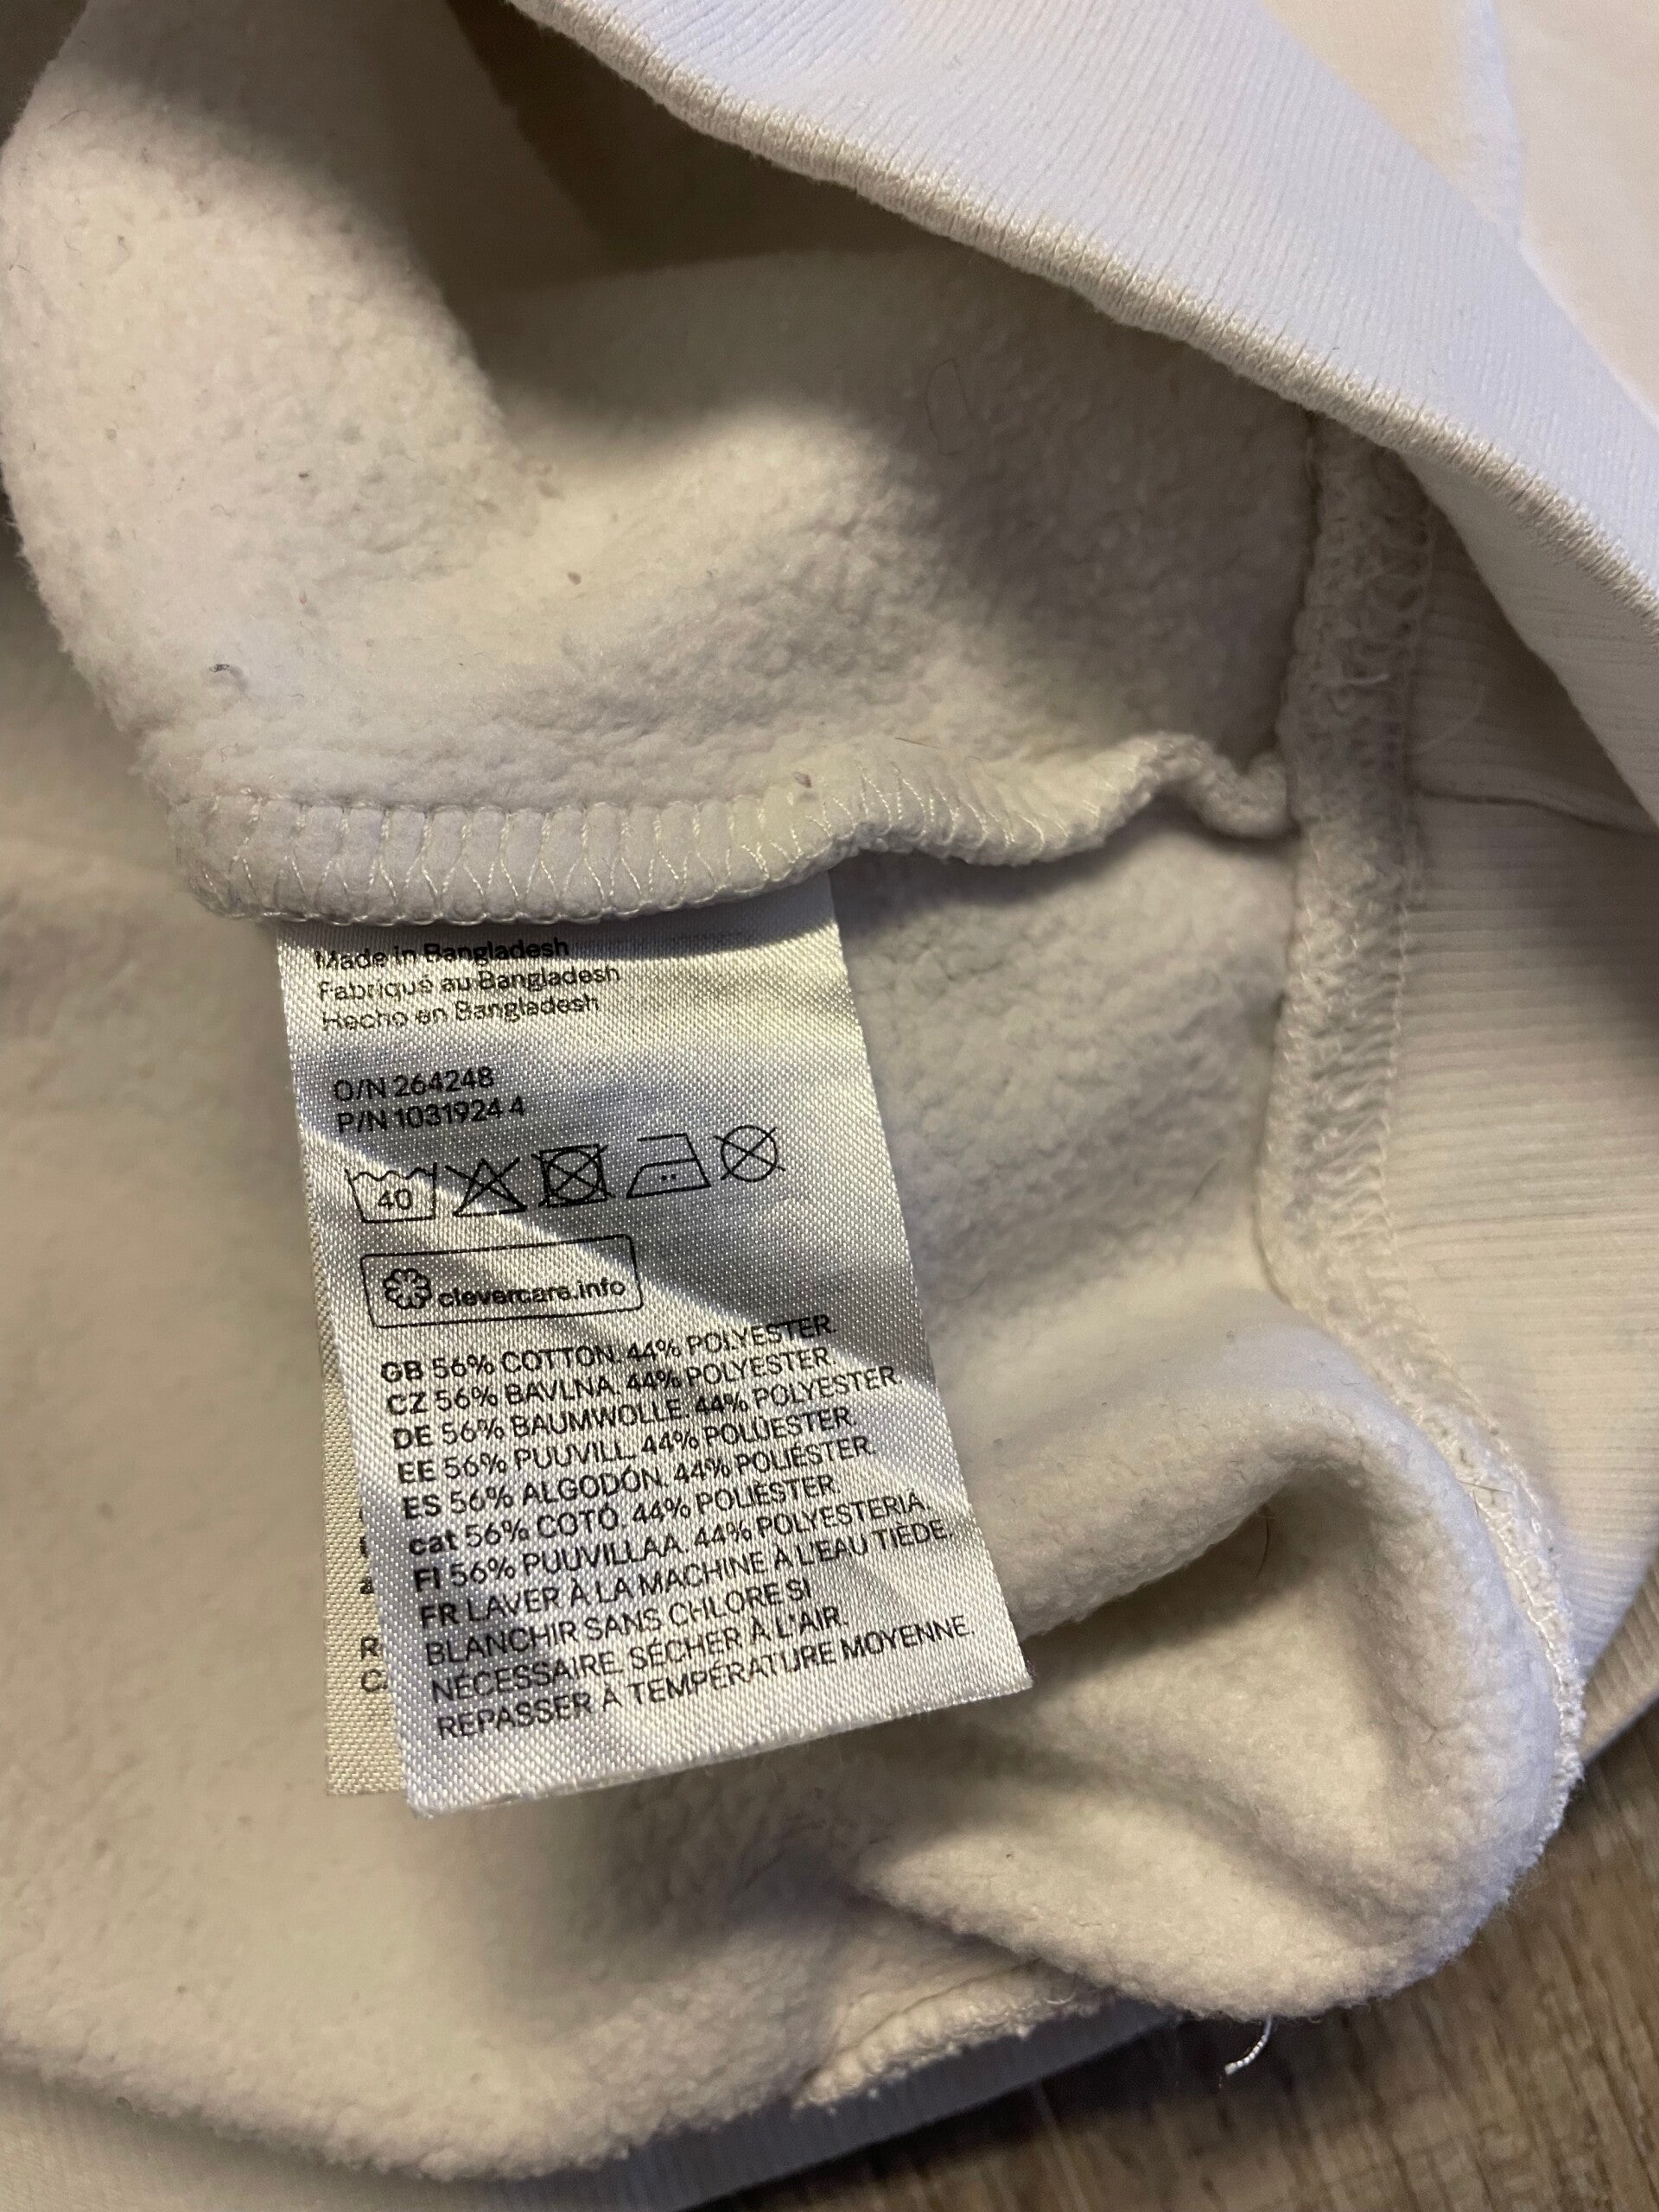 Made in Bangladesh
Fabriqué au Bangladesh
Hecho en Bangladesh
O/N 264248
P/N 1031924 4
40
clevercare.info
GB 56% COTTON. 44% POLYESTER.
CZ 56% BAVLNA. 44% POLYESTER.
DE 56% BAUMWOLLE. 44% POLYESTER.
EE 56% PUUVILL. 44% POLÜESTER.
ES 56% ALGODÓN. 44% POLIÉSTER.
cat 56% COTÓ. 44% POLIÈSTER.
FI 56% PUUVILLAA. 44% POLYESTERIA.
FR LAVER À LA MACHINE À L'EAU TIÈDE.
BLANCHIR SANS CHLORE SI
NÉCESSAIRE. SÉCHER À L'AIR.
REPASSER À TEMPÉRATURE MOYENNE.